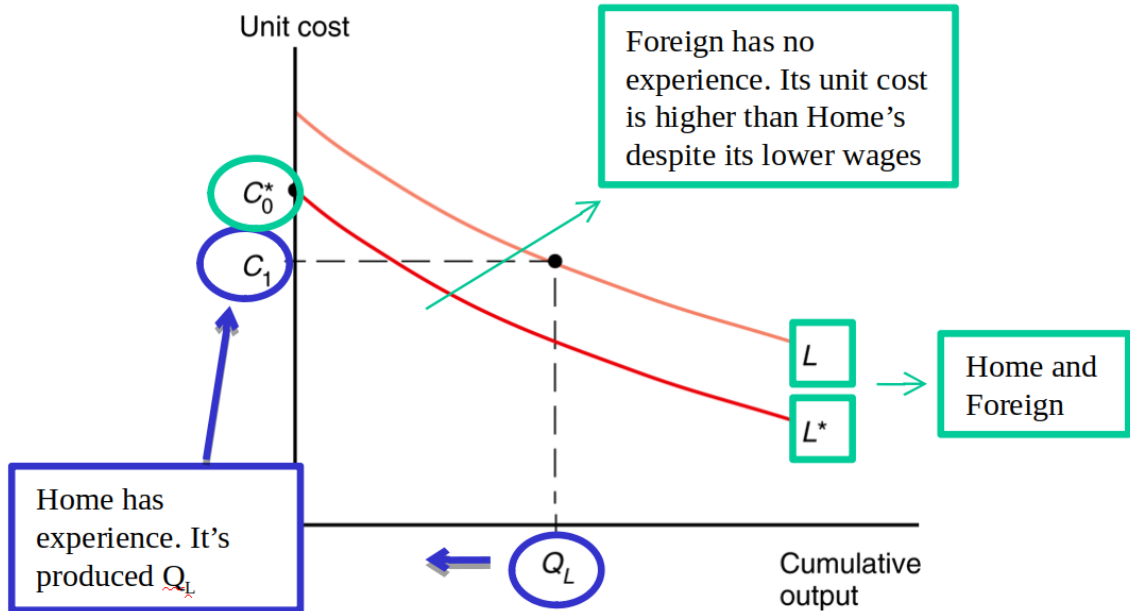 Unit cost
Foreign has no
experience. Its unit cost
is higher than Home’s
despite its lower wages
C*0
C1
L
L*
Home and
Foreign
Home has
experience. It’s
produced QL
QL
Cumulative
output